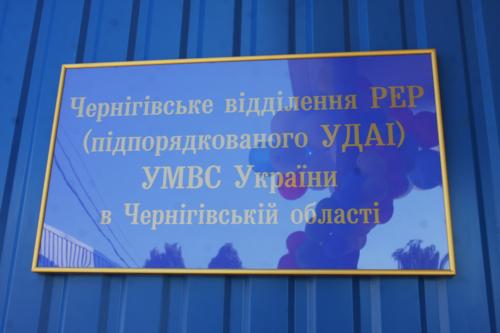 Чернігівське відділення РЕР
(підпорядкованого УДАІ)
УМВС України
в Чернігівській області